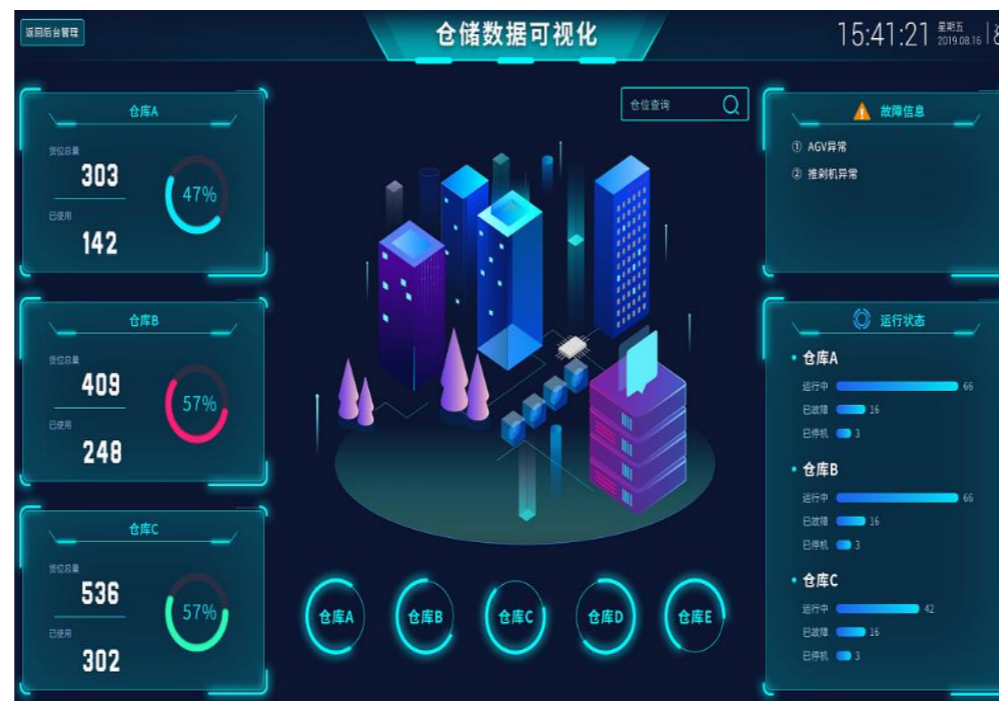 返回后台管理
仓储数据可视化
15:41:21
星期五
2019.08.16
仓库A
货位总量
303
已使用
142
47%
仓库B
货位总量
409
已使用
248
57%
仓库C
货位总量
536
已使用
302
57%
仓位查询
仓库A
仓库B
仓库C
仓库D
仓库E
故障信息
① AGV异常
② 推剁机异常
运行状态
仓库A
运行中 66
已故障 16
已停机 3
仓库B
运行中 66
已故障 16
已停机 3
仓库C
运行中 42
已故障 16
已停机 3